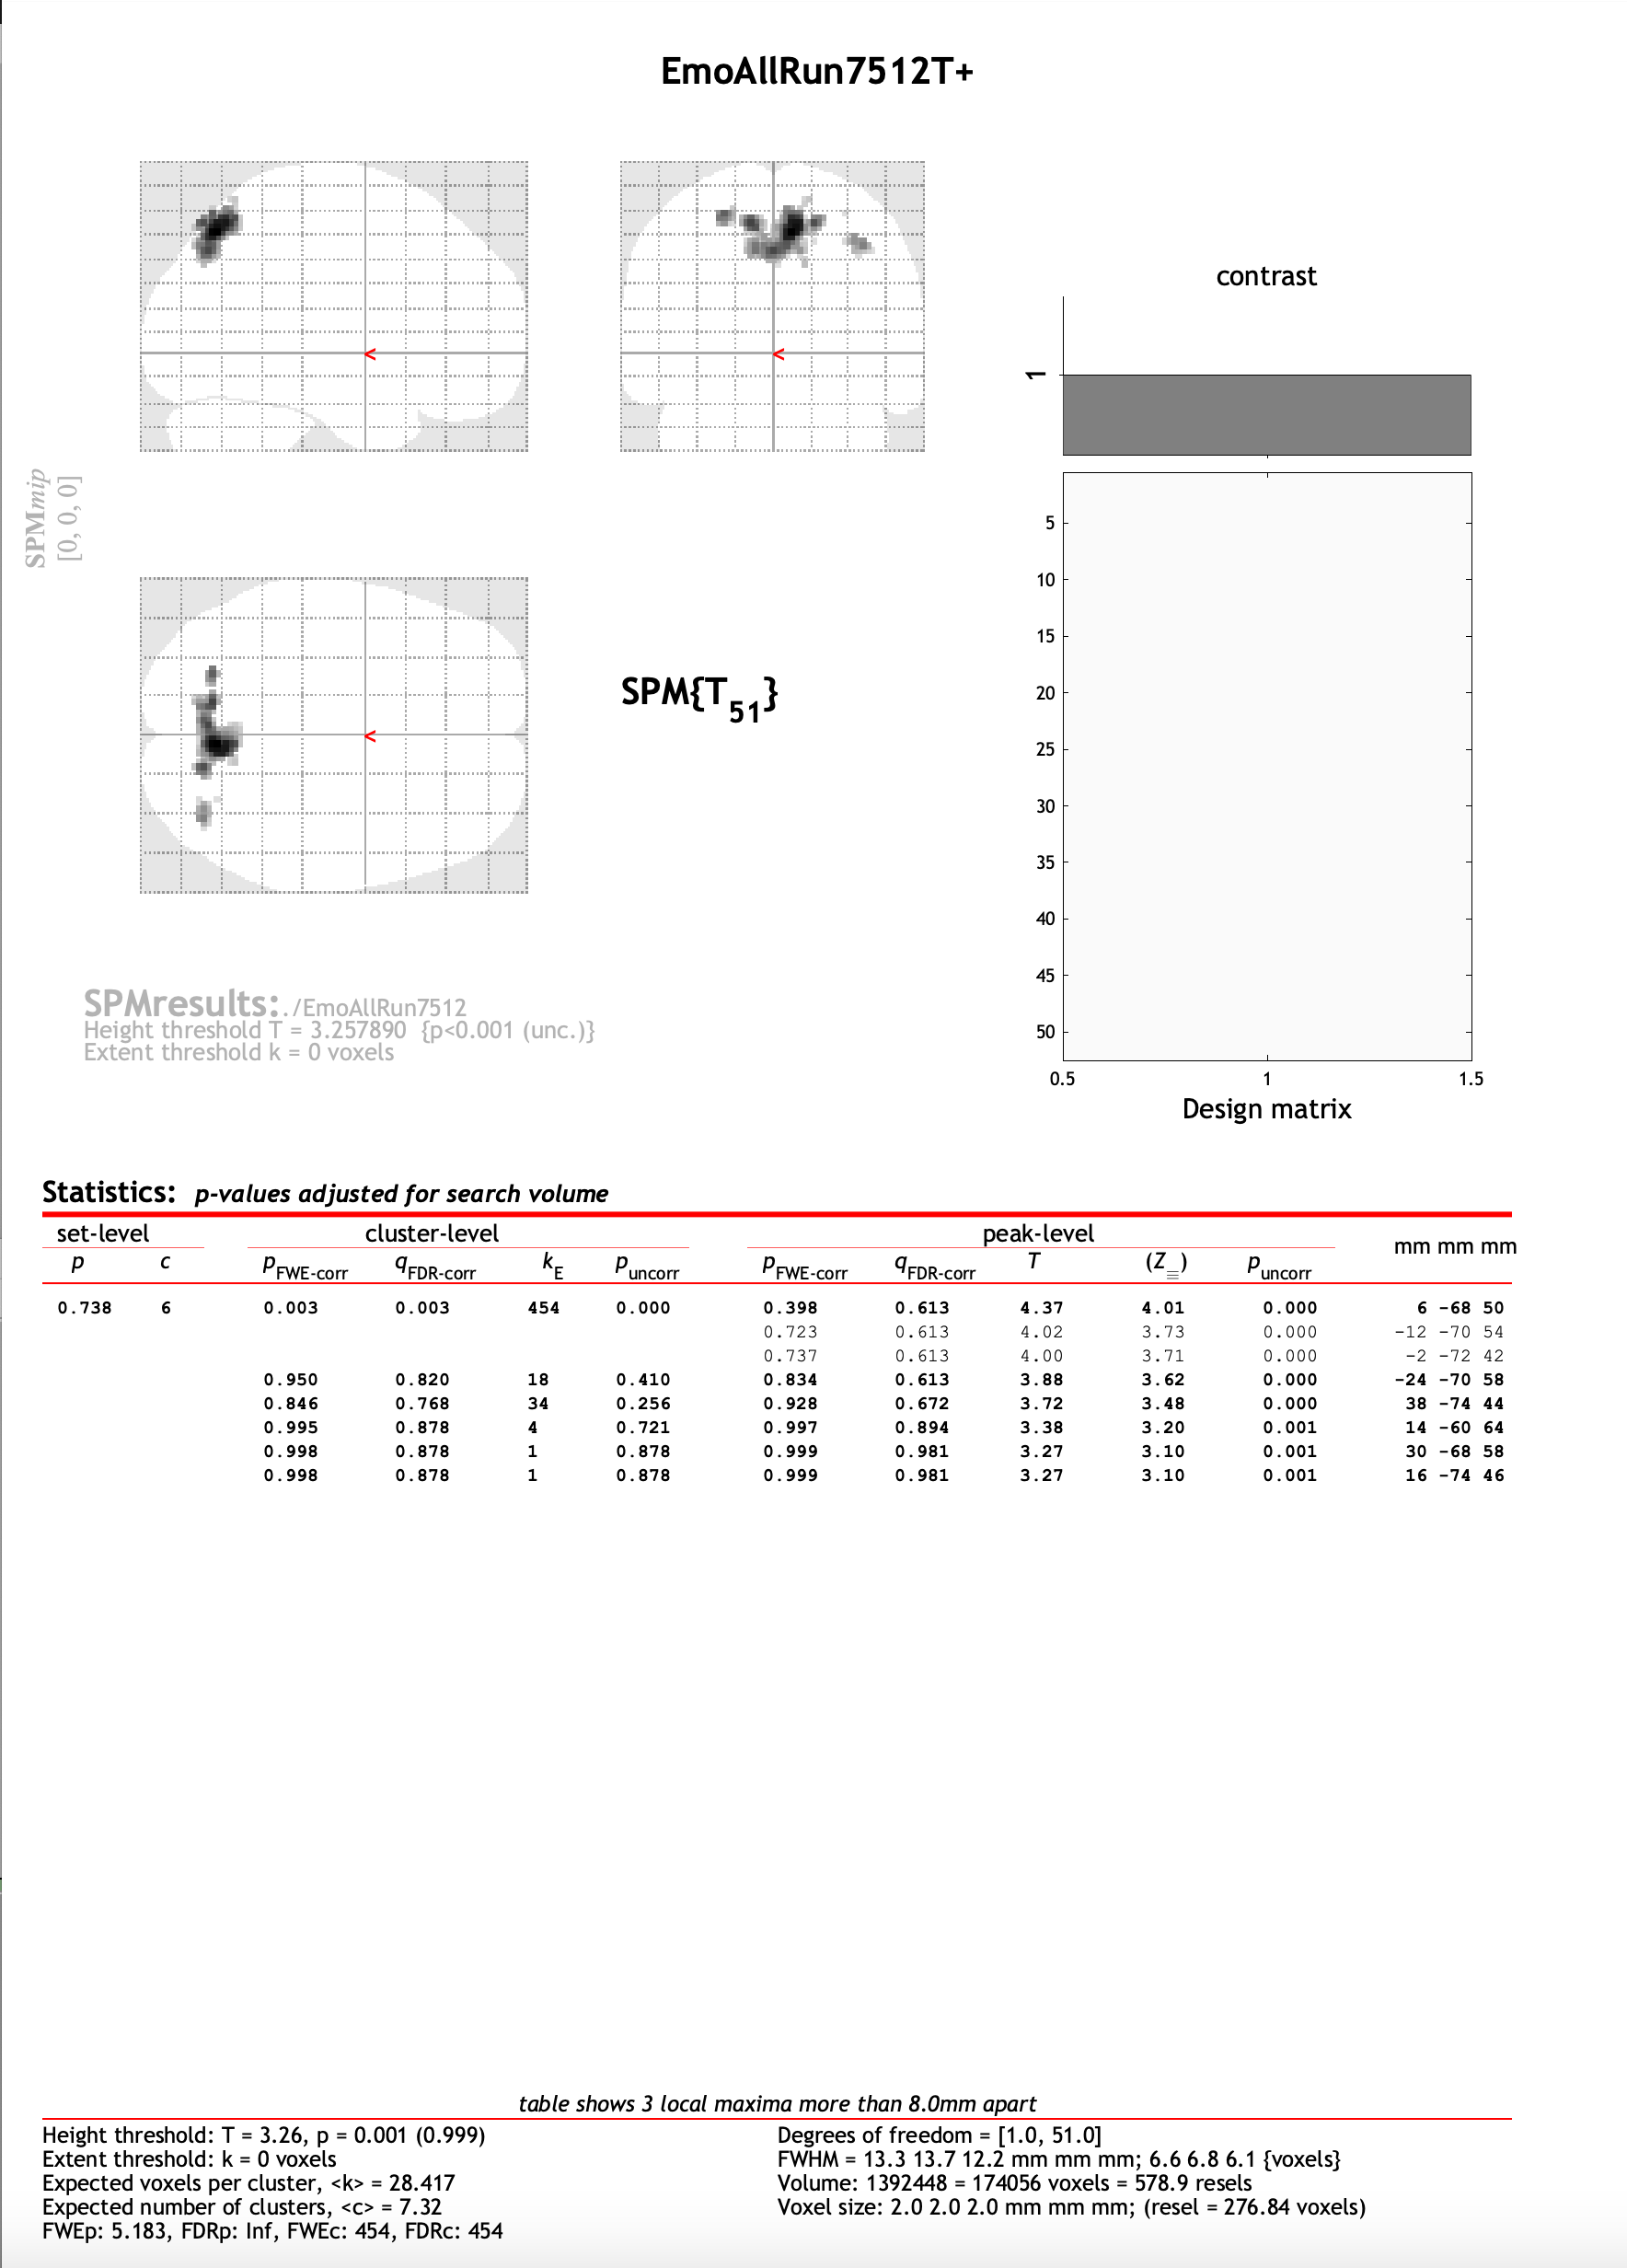 EmoAllRun7512T+
<
<
SPMmip
[0, 0, 0]
<
SPM{T51}
contrast
1
5
10
15
20
25
30
35
40
45
50
0.5 1 1.5
Design matrix
SPMresults: ./EmoAllRun7512
Height threshold T = 3.257890 {p<0.001 (unc.)}
Extent threshold k = 0 voxels
Statistics: p-values adjusted for search volume
set-level cluster-level peak-level mm mm mm
p c pFWE-corr qFDR-corr kE puncorr pFWE-corr qFDR-corr T (Z≡) puncorr
0.738 6 0.003 0.003 454 0.000 0.398 0.613 4.37 4.01 0.000 6 -68 50
0.723 0.613 4.02 3.73 0.000 -12 -70 54
0.737 0.613 4.00 3.71 0.000 -2 -72 42
0.950 0.820 18 0.410 0.834 0.613 3.88 3.62 0.000 -24 -70 58
0.846 0.768 34 0.256 0.928 0.672 3.72 3.48 0.000 38 -74 44
0.995 0.878 4 0.721 0.997 0.894 3.38 3.20 0.001 14 -60 64
0.998 0.878 1 0.878 0.999 0.981 3.27 3.10 0.001 30 -68 58
0.998 0.878 1 0.878 0.999 0.981 3.27 3.10 0.001 16 -74 46
table shows 3 local maxima more than 8.0mm apart
Height threshold: T = 3.26, p = 0.001 (0.999)
Extent threshold: k = 0 voxels
Expected voxels per cluster, <k> = 28.417
Expected number of clusters, <c> = 7.32
FWEp: 5.183, FDRp: Inf, FWEc: 454, FDRc: 454
Degrees of freedom = [1.0, 51.0]
FWHM = 13.3 13.7 12.2 mm mm mm; 6.6 6.8 6.1 {voxels}
Volume: 1392448 = 174056 voxels = 578.9 resels
Voxel size: 2.0 2.0 2.0 mm mm mm; (resel = 276.84 voxels)